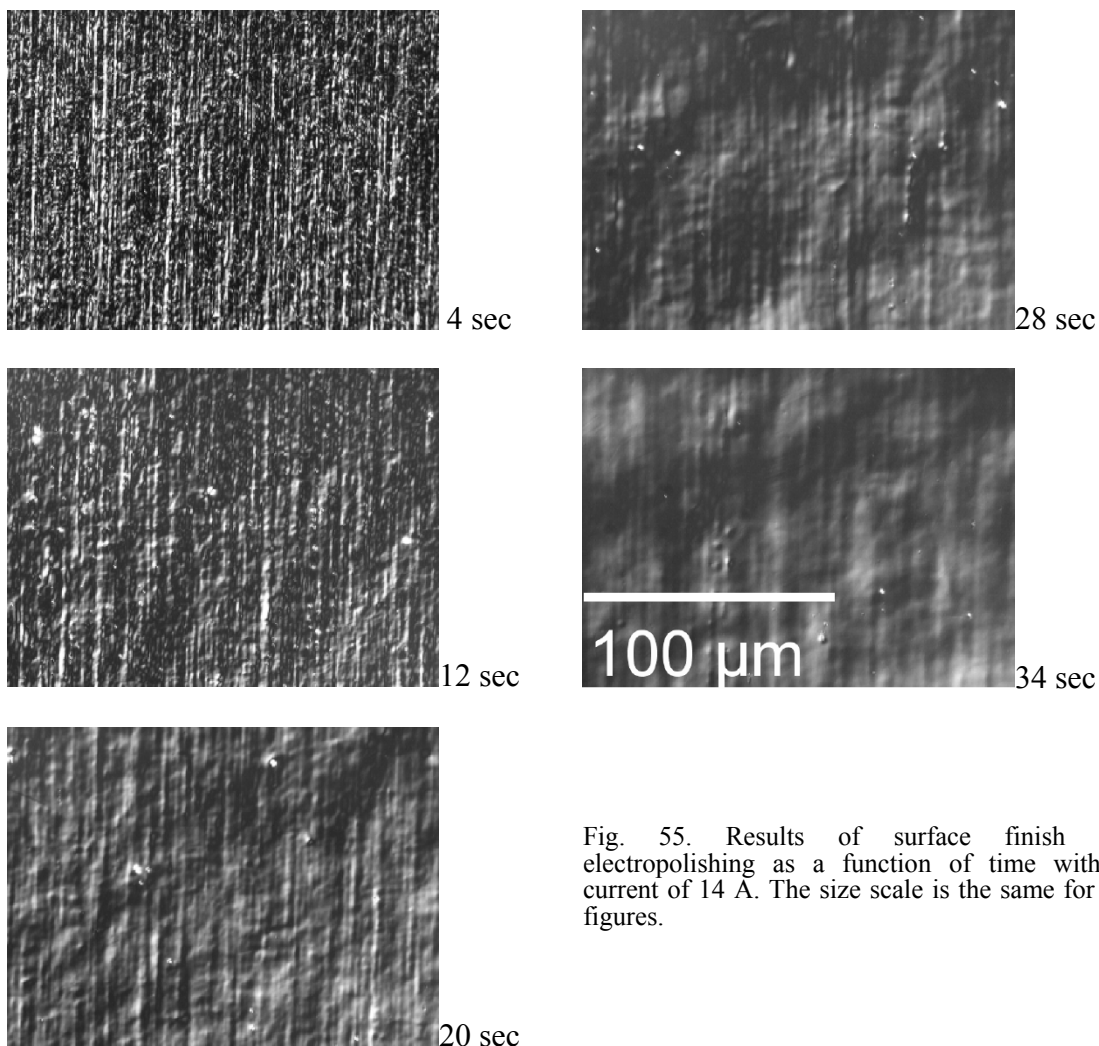 4 sec
12 sec
20 sec
28 sec
100 µm
34 sec
Fig. 55. Results of surface finish
electropolishing as a function of time with
current of 14 A. The size scale is the same for
figures.